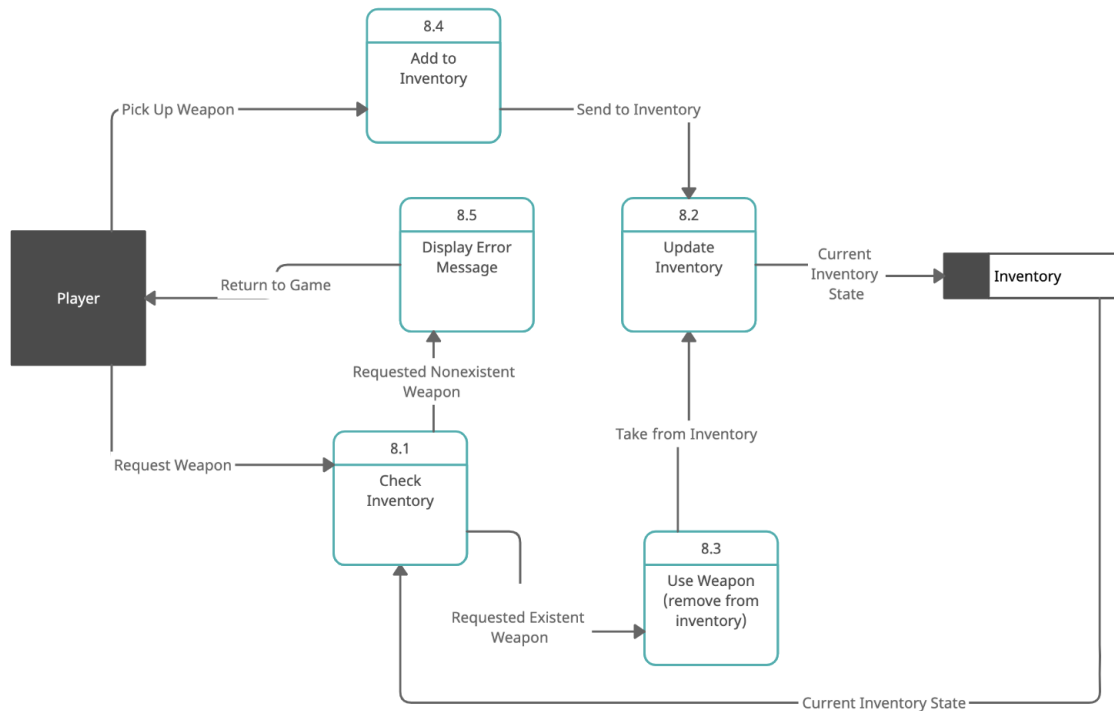 8.4
Add to
Inventory
Pick Up Weapon
Send to Inventory
8.5
Display Error
Message
8.2
Update
Inventory
Current
Inventory
State
Inventory
Player
Return to Game
Requested Nonexistent
Weapon
Take from Inventory
Request Weapon
8.1
Check
Inventory
8.3
Use Weapon
(remove from
inventory)
Requested Existent
Weapon
Current Inventory State